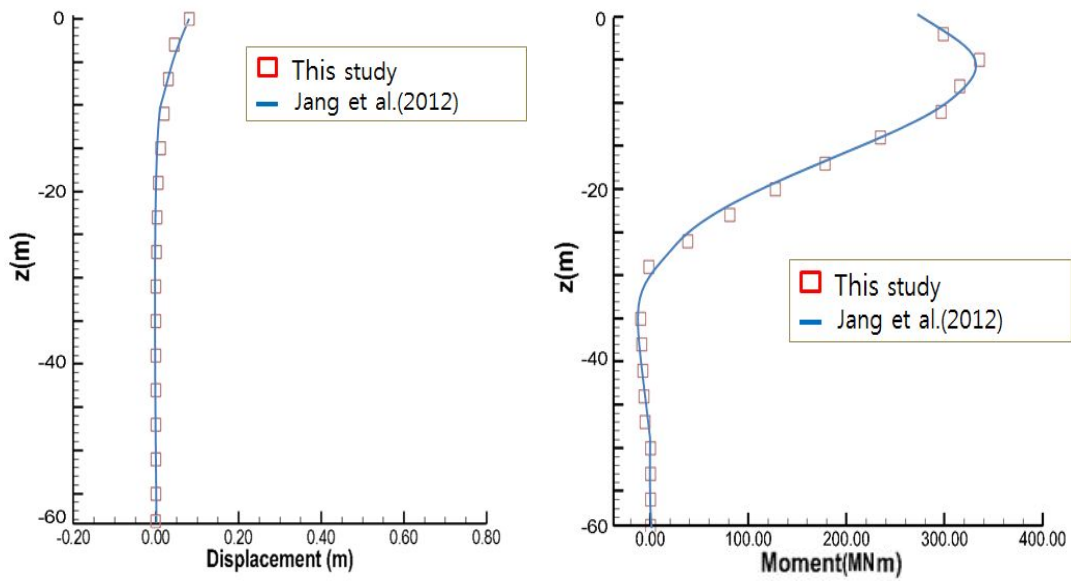 0
-20
-40
-60
z(m)
-0.20
0.00
0.20
0.40
0.60
0.80
Displacement (m)
This study
Jang et al.(2012)
0
-20
-40
-60
z(m)
0.00
100.00
200.00
300.00
400.00
Moment(MNm)
This study
Jang et al.(2012)